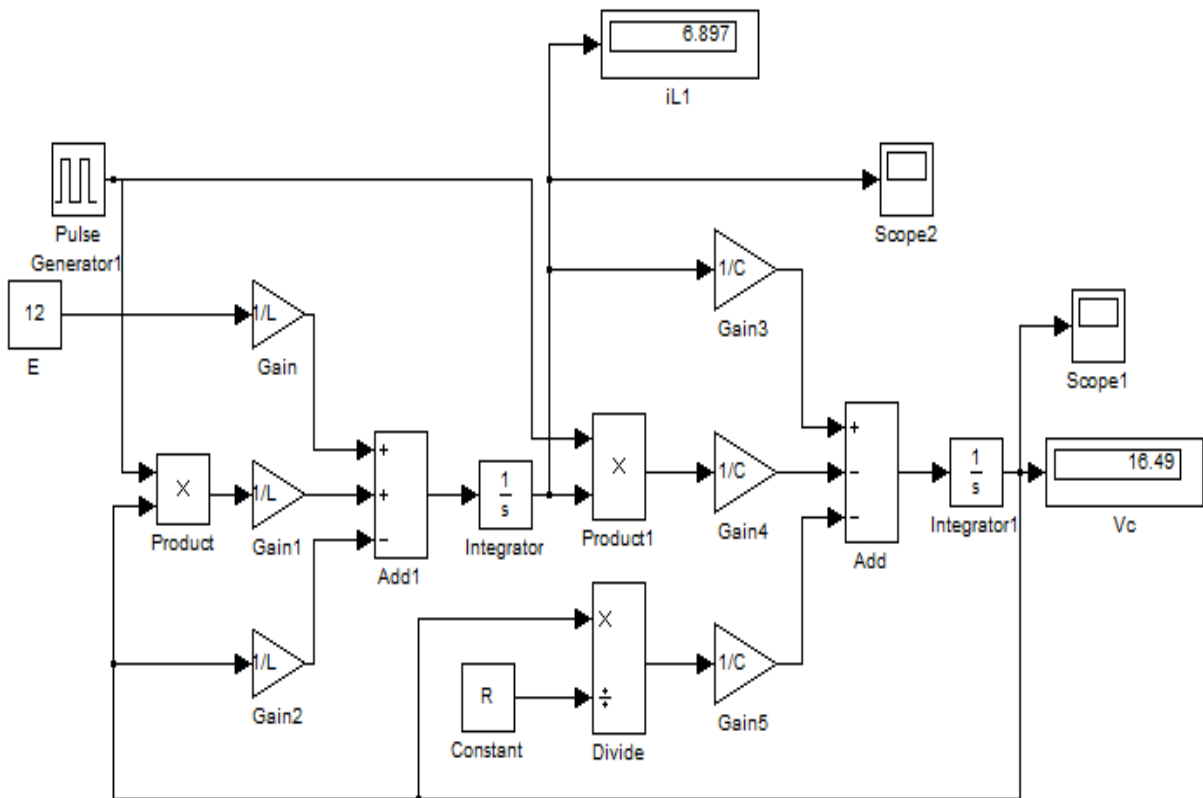 6.897
iL1
Pulse
Generator1
Scope2
12
E
1/L
Gain
1/C
Gain3
Scope1
X
Product
1/L
Gain1
+
+
-
Add1
1
s
Integrator
X
Product1
1/C
Gain4
+
-
-
Add
1
s
Integrator1
16.49
Vc
1/L
Gain2
R
Constant
X
÷
Divide
1/C
Gain5